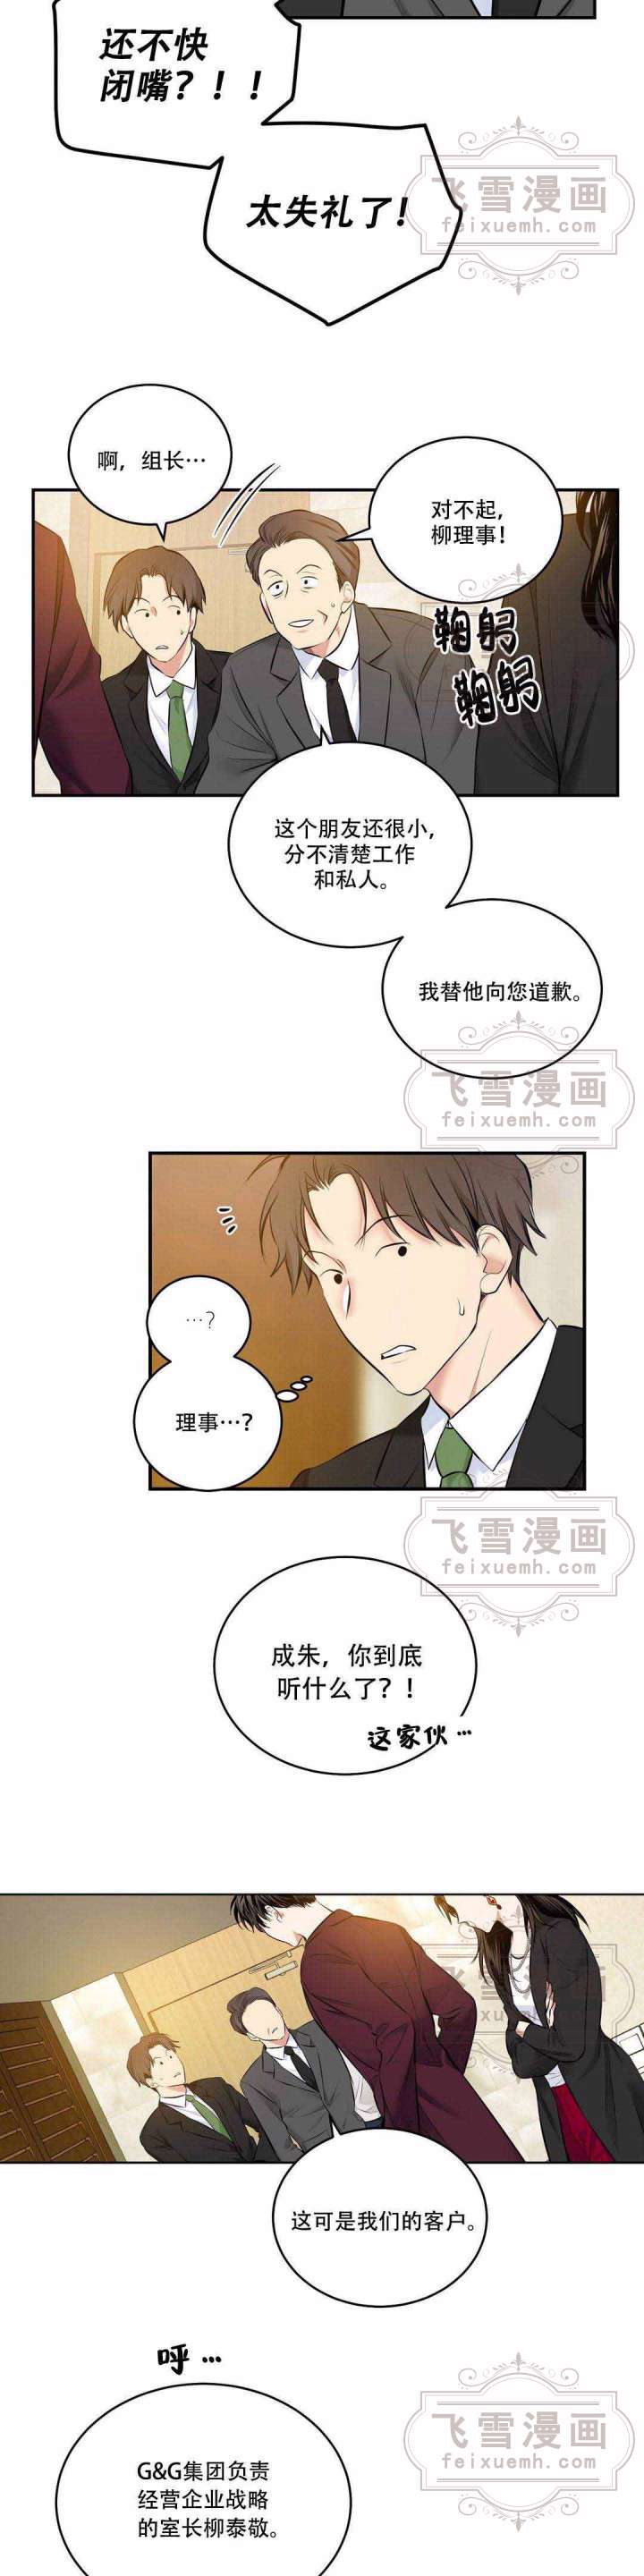 还不快
闭嘴？！！
太失礼了！
飞雪漫画
feixuemh.com
啊，组长…
对不起，
柳理事！
鞠躬
鞠躬
这个朋友还很小，
分不清楚工作
和私人。
我替他向您道歉。
飞雪漫画
feixuemh.com
…？
理事…？
飞雪漫画
feixuemh.com
成朱，你到底
听什么了？！
这家伙…
这可是我们的客户。
呼…
飞雪漫画
feixuemh.com
G&G集团负责
经营企业战略
的室长柳泰敬。